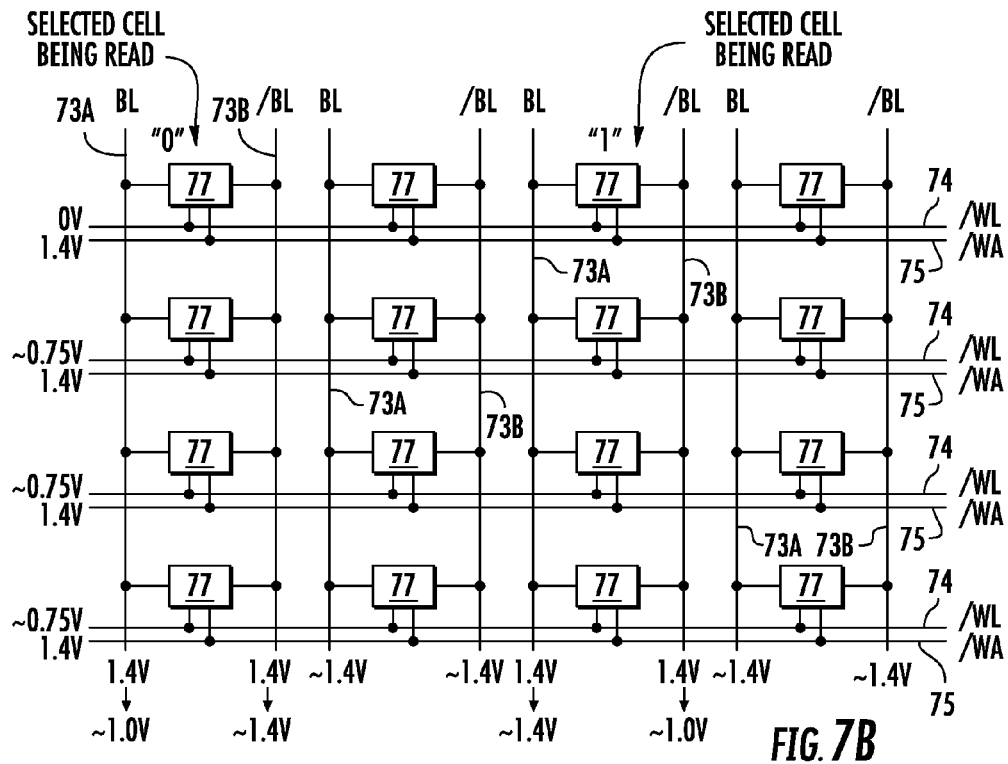 SELECTED CELL
BEING READ
SELECTED CELL
BEING READ
73A BL /BL 73B BL /BL BL /BL BL /BL
"0" "1"
77 77 77 77
74
0V /WL
1.4V /WA
75
73A 73B
77 77 77 77
74
~0.75V /WL
1.4V /WA
75
73A 73B
77 77 77 77
74
~0.75V /WL
1.4V /WA
75
73A 73B
77 77 77 77
74
~0.75V /WL
1.4V /WA
75
1.4V 1.4V ~1.4V ~1.4V 1.4V 1.4V ~1.4V ~1.4V
~1.0V ~1.4V ~1.4V ~1.0V
FIG. 7B